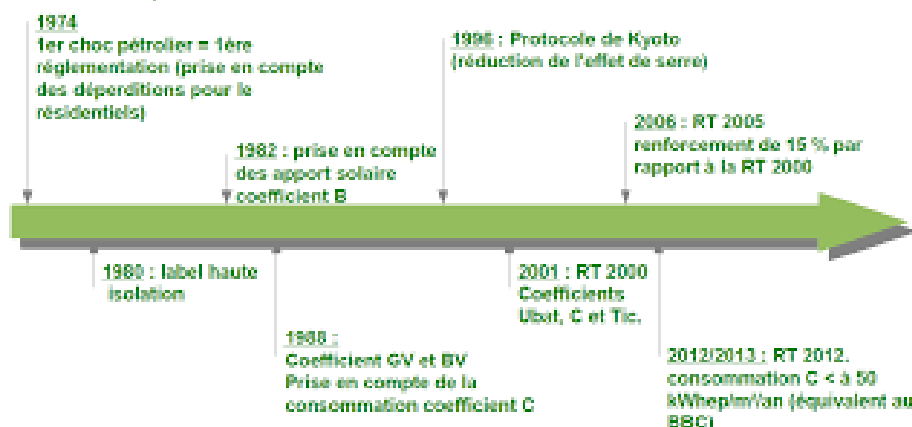 1974
1er choc pétrolier = 1ère
réglementation (prise en compte
des déperditions pour le
résidentiels)
1982 : prise en compte
des apport solaire
coefficient B
1996 : Protocole de Kyoto
(réduction de l'effet de serre)
2006 : RT 2005
renforcement de 15 % par
rapport à la RT 2000
1980 : label haute
isolation
1988 :
Coefficient GV et BV
Prise en compte de la
consommation coefficient C
2001 : RT 2000
Coefficients
Ubat, C et Tic.
2012/2013 : RT 2012.
consommation C < à 50
kWhep/m²/an (équivalent au
BBC)